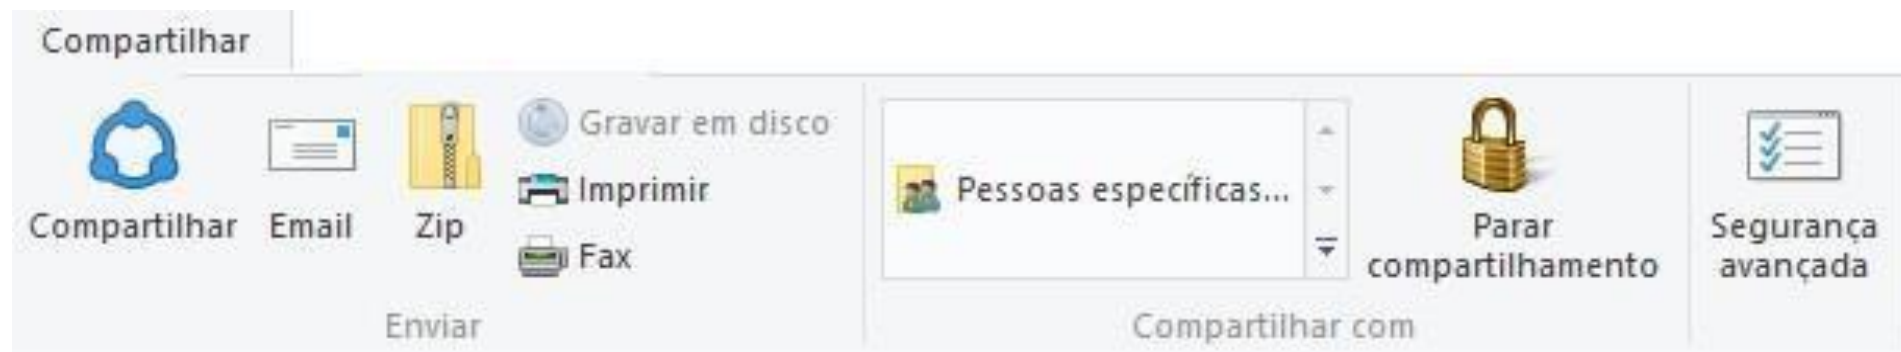 Compartilhar
Compartilhar
Email
Zip
Gravar em disco
Imprimir
Fax
Enviar
Pessoas específicas...
Parar
compartilhamento
Compartilhar com
Segurança
avançada